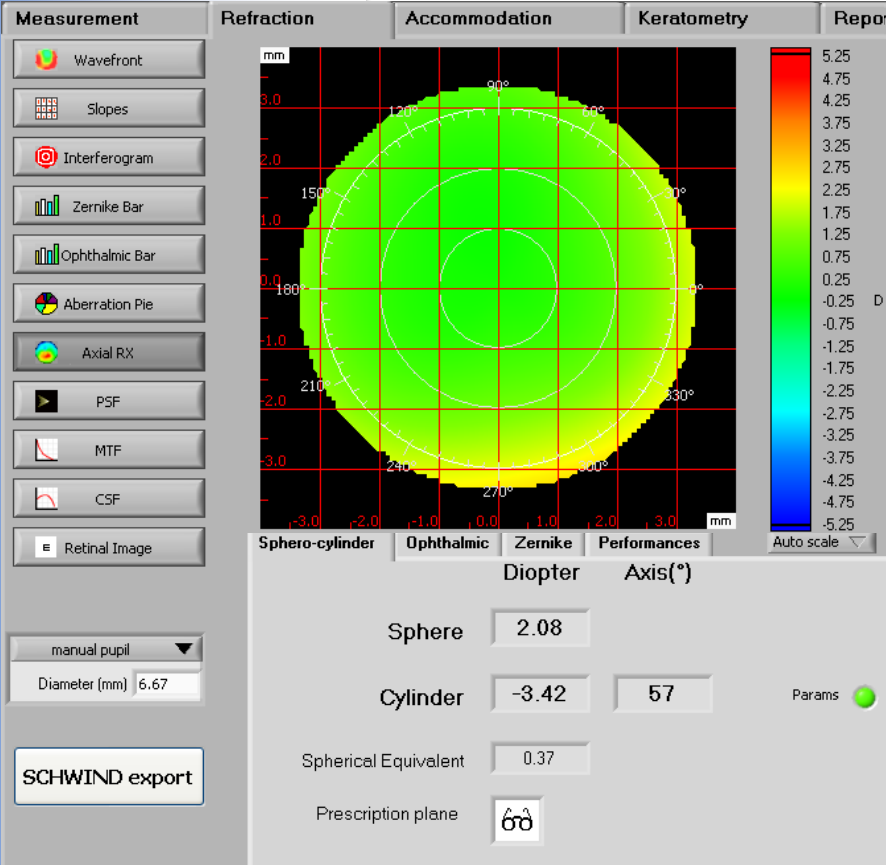 Measurement
Refraction
Accommodation
Keratometry
Repor
Wavefront
Slopes
Interferogram
Zernike Bar
Ophthalmic Bar
Aberration Pie
Axial RX
PSF
MTF
CSF
E Retinal Image
manual pupil
Diameter (mm) 6.67
SCHWIND export
mm
3.0
2.0
1.0
0.0
-1.0
-2.0
-3.0
90°
120°
60°
150°
30°
180°
0°
210°
330°
240°
300°
270°
-3.0 -2.0 -1.0 0.0 1.0 2.0 3.0
mm
5.25
4.75
4.25
3.75
3.25
2.75
2.25
1.75
1.25
0.75
0.25
-0.25 D
-0.75
-1.25
-1.75
-2.25
-2.75
-3.25
-3.75
-4.25
-4.75
-5.25
Auto scale
Sphero-cylinder Ophthalmic Zernike Performances
Diopter Axis(°)
Sphere 2.08
Cylinder -3.42 57 Params
Spherical Equivalent 0.37
Prescription plane